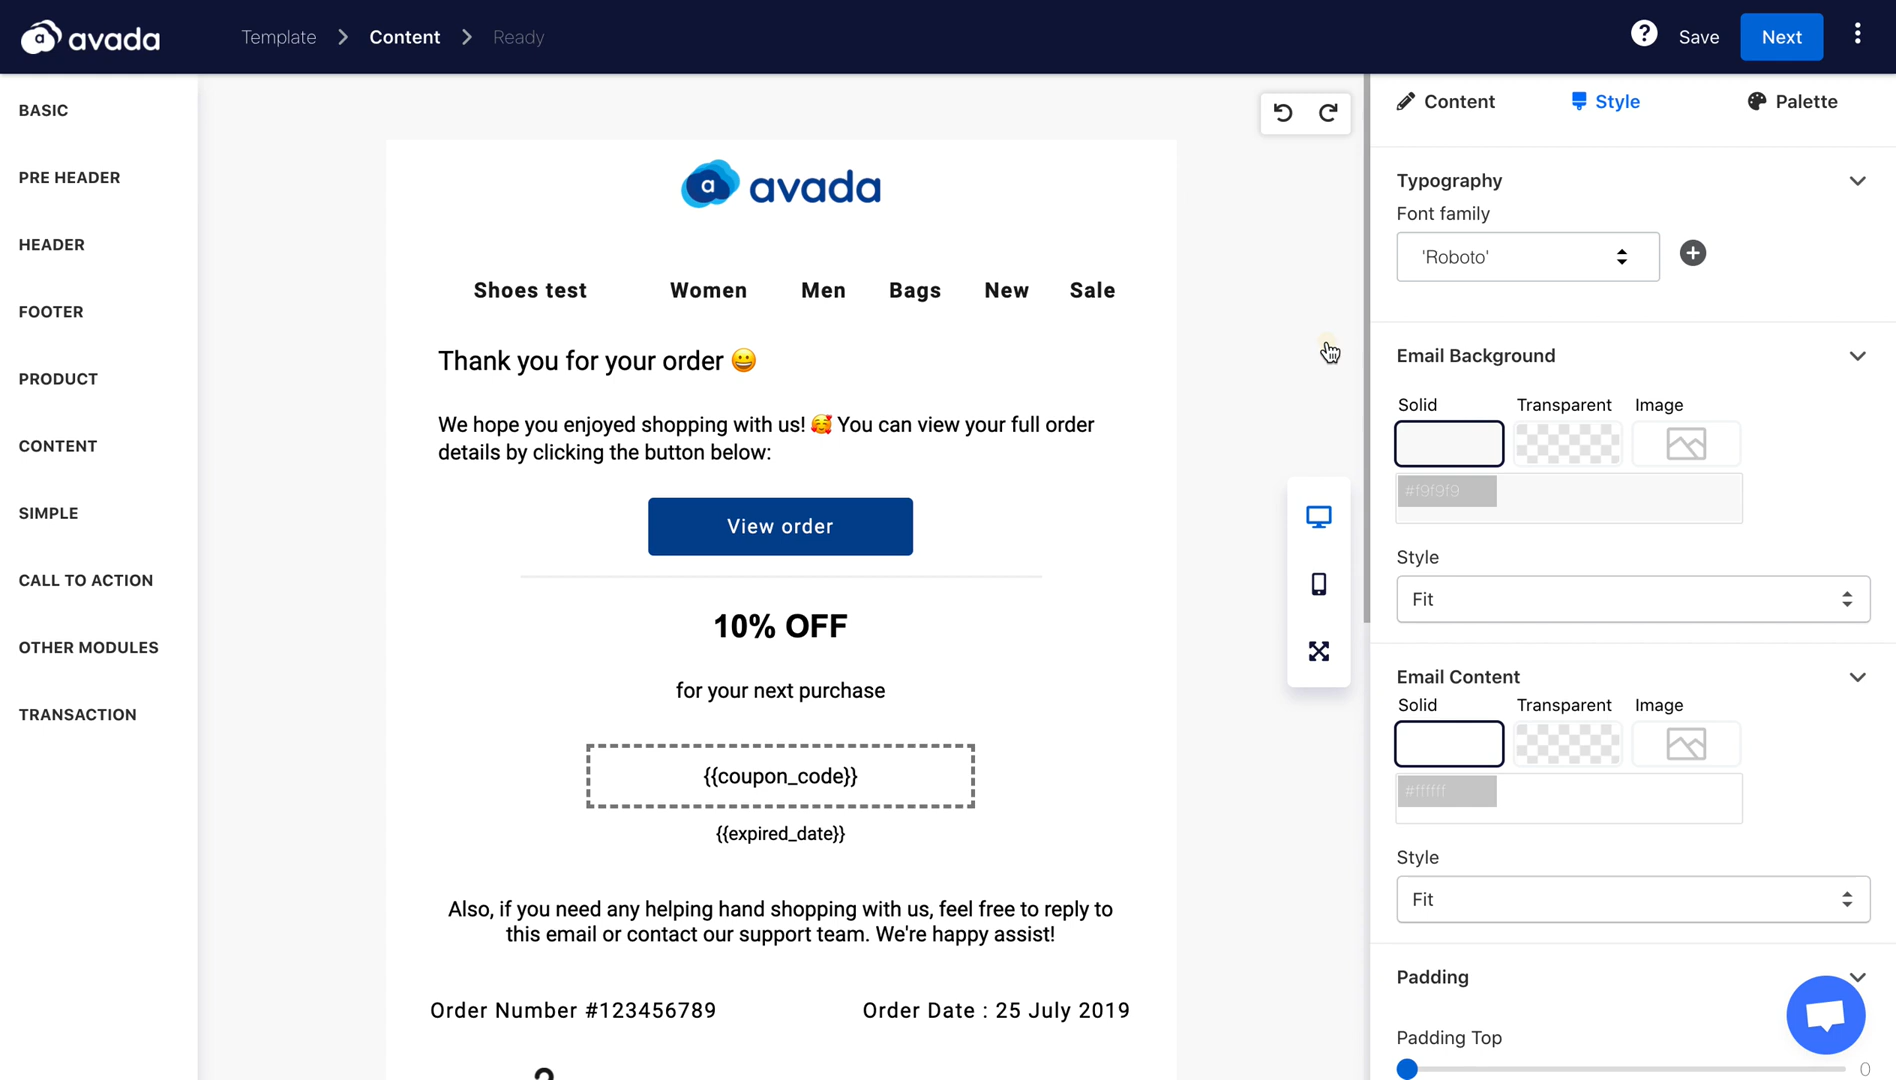 avada
Template > Content > Ready
? Save Next
BASIC
PRE HEADER
HEADER
FOOTER
PRODUCT
CONTENT
SIMPLE
CALL TO ACTION
OTHER MODULES
TRANSACTION
a avada
Shoes test Women Men Bags New Sale
Thank you for your order 😀
We hope you enjoyed shopping with us! 🥰 You can view your full order
details by clicking the button below:
View order
10% OFF
for your next purchase
{{coupon_code}}
{{expired_date}}
Also, if you need any helping hand shopping with us, feel free to reply to
this email or contact our support team. We're happy assist!
Order Number #123456789 Order Date : 25 July 2019
Content Style Palette
Typography
Font family
'Roboto'
Email Background
Solid Transparent Image
#f9f9f9
Style
Fit
Email Content
Solid Transparent Image
#ffffff
Style
Fit
Padding
Padding Top
0